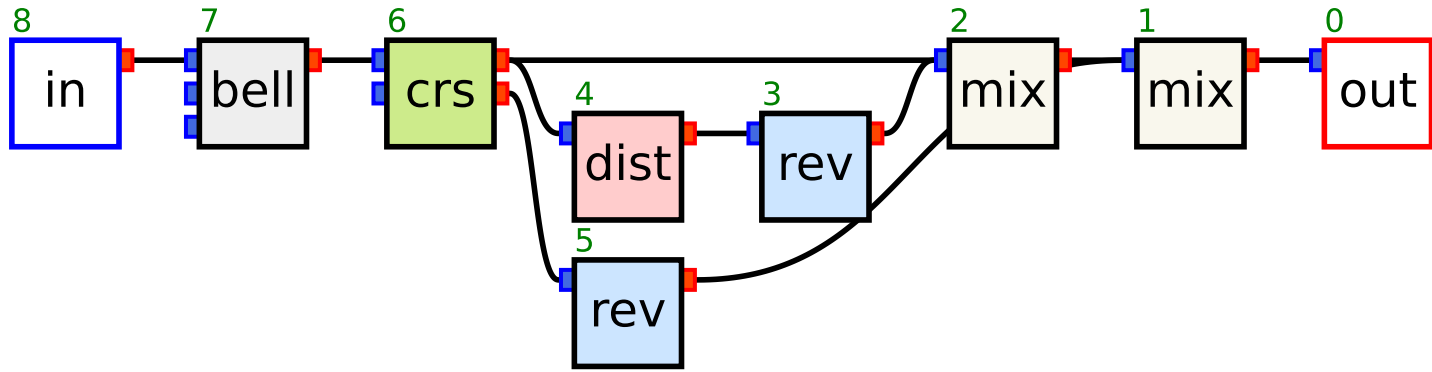 8 7 6 2 1 0
in bell crs mix mix out
4 3
dist rev
5
rev